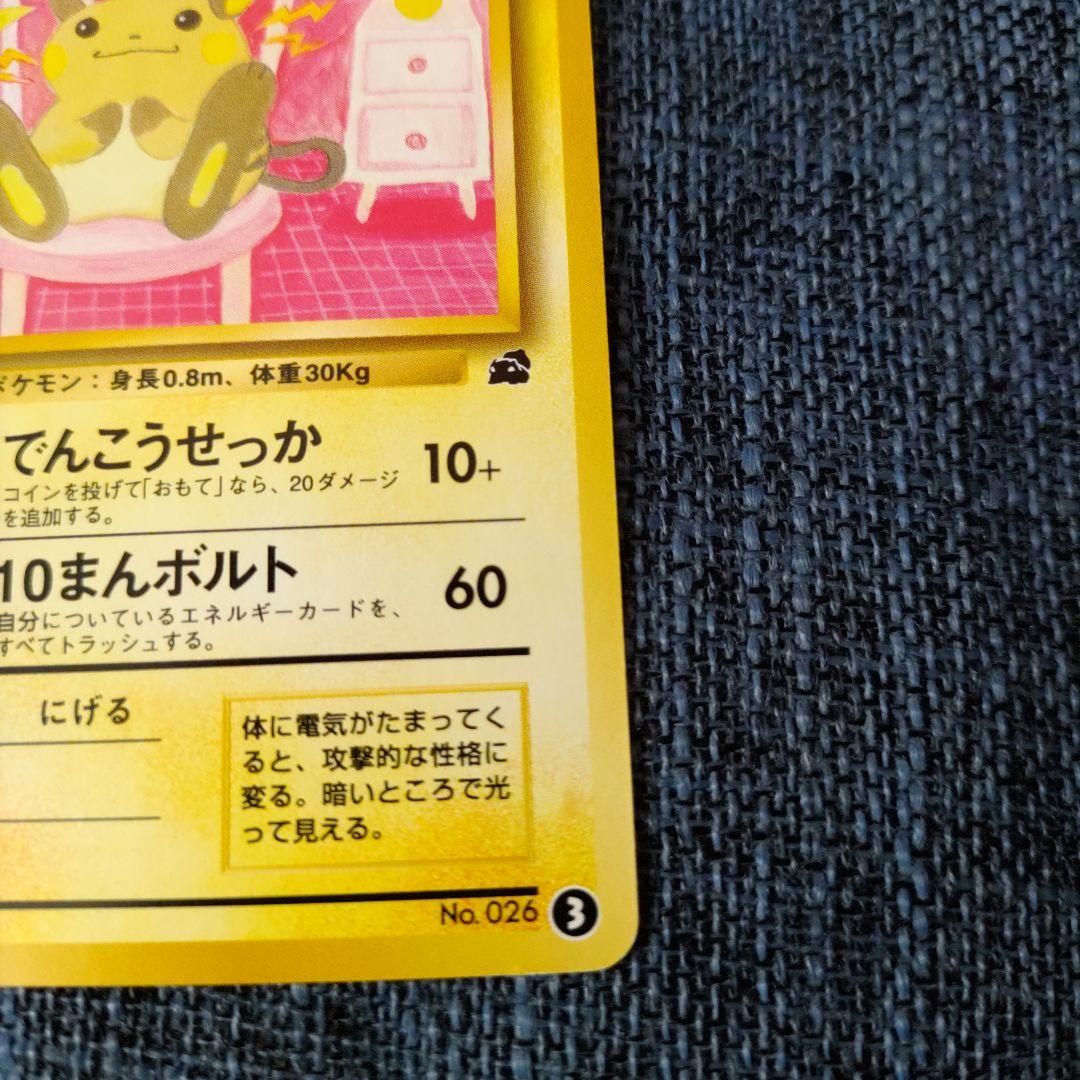 ポケモン：身長0.8m、体重30Kg
でんこうせっか 10+
コインを投げて「おもて」なら、20ダメージ
を追加する。
10まんボルト 60
自分についているエネルギーカードを、
すべてトラッシュする。
にげる
体に電気がたまってく
ると、攻撃的な性格に
変る。暗いところで光
って見える。
No. 026 3